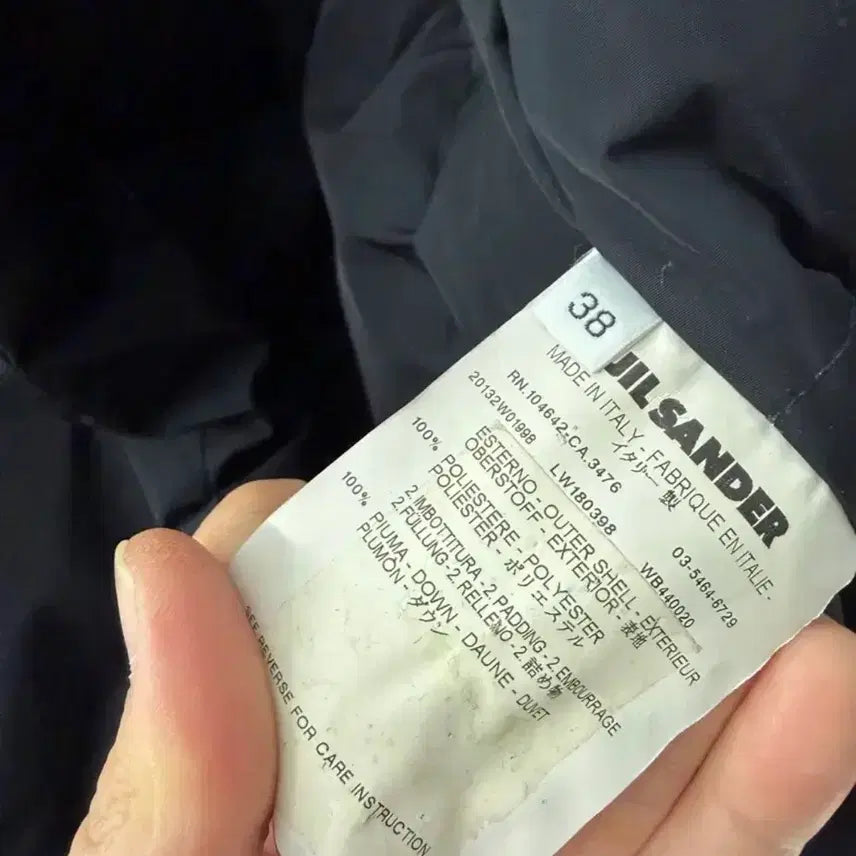 38
JIL SANDER
MADE IN ITALY - FABRIQUE EN ITALIE -
イタリー製
03-5464-6729
RN.104642-CA.3476
20132W01998 LW180398 WB440020
ESTERNO - OUTER SHELL - EXTERIEUR
OBERSTOFF - EXTERIOR - 表地
100% POLIESTERE - POLYESTER
POLIESTER - ポリエステル
2.IMBOTTITURA - 2.PADDING - 2.EMBOURRAGE
2.FÜLLUNG-2 RELLENO-2.詰め物
100% PIUMA - DOWN - DAUNE - DUVET
PLUMÓN - ダウン
SEE REVERSE FOR CARE INSTRUCTION